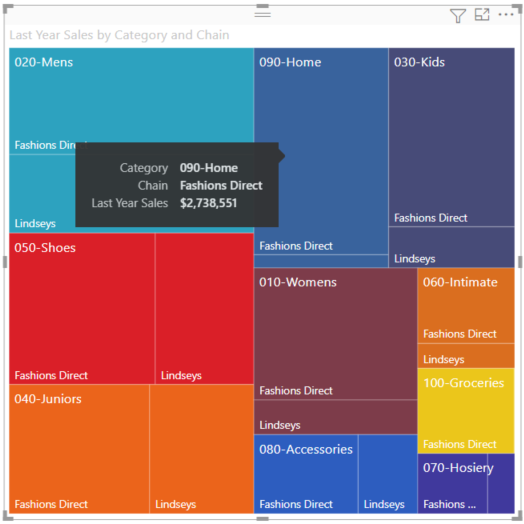 Last Year Sales by Category and Chain
020-Mens
Fashions Direct
Lindseys
090-Home
Fashions Direct
030-Kids
Fashions Direct
Lindseys
Category 090-Home
Chain Fashions Direct
Last Year Sales $2,738,551
050-Shoes
Fashions Direct
Lindseys
010-Womens
Fashions Direct
Lindseys
060-Intimate
Fashions Direct
Lindseys
100-Groceries
Fashions Direct
040-Juniors
Fashions Direct
Lindseys
080-Accessories
Fashions Direct
Lindseys
070-Hosiery
Fashions ...